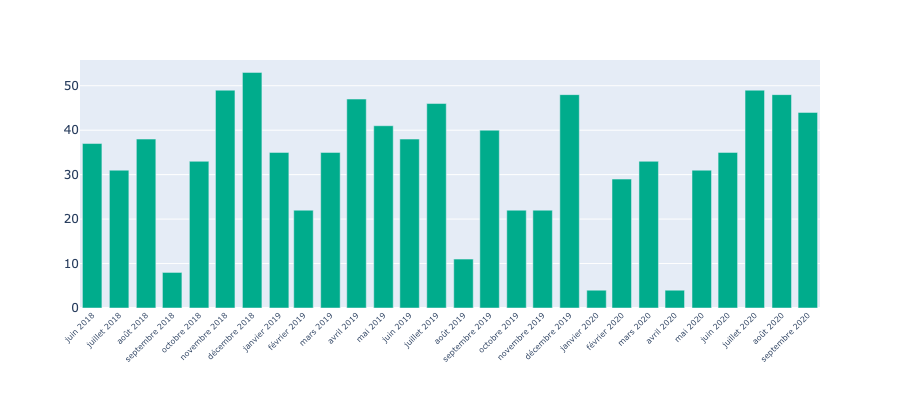 50
40
30
20
10
0
juin 2018
juillet 2018
août 2018
septembre 2018
octobre 2018
novembre 2018
décembre 2018
janvier 2019
février 2019
mars 2019
avril 2019
mai 2019
juin 2019
juillet 2019
août 2019
septembre 2019
octobre 2019
novembre 2019
décembre 2019
janvier 2020
février 2020
mars 2020
avril 2020
mai 2020
juin 2020
juillet 2020
août 2020
septembre 2020